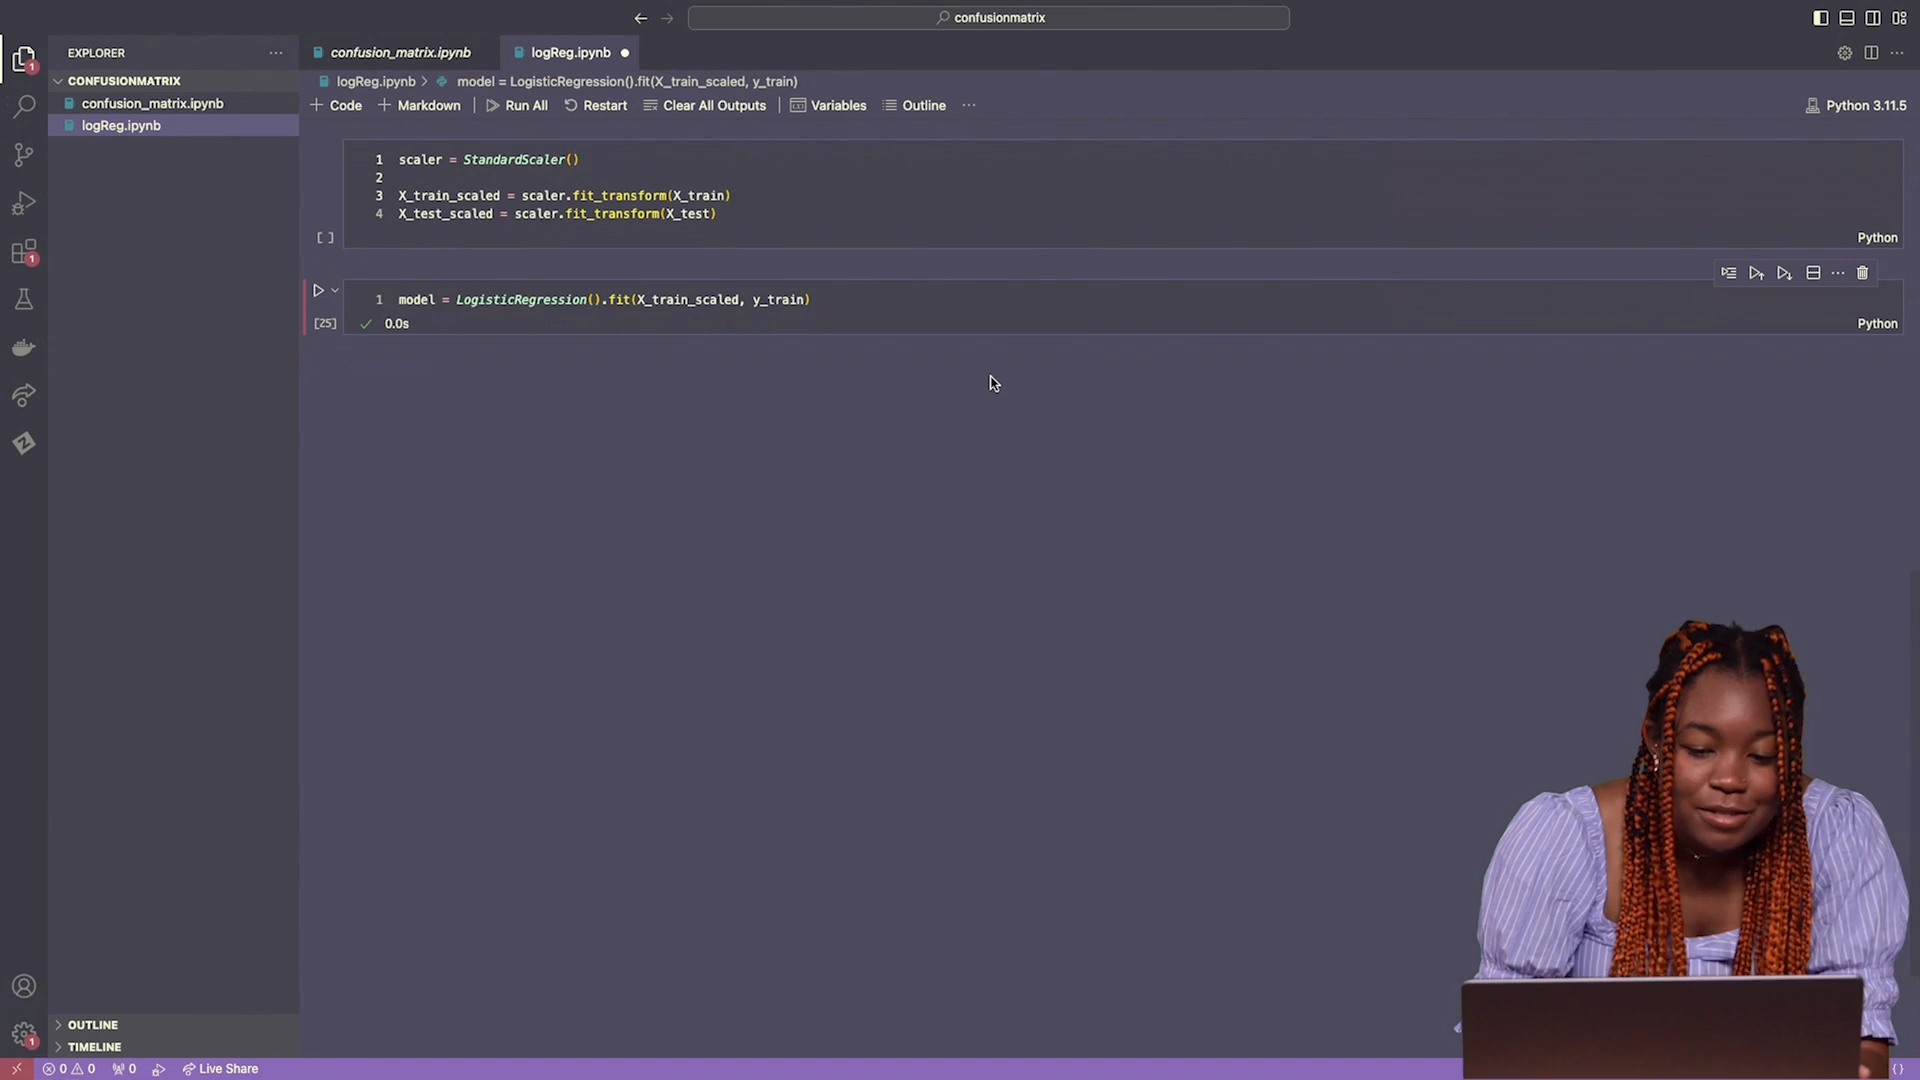 confusionmatrix
EXPLORER
confusion_matrix.ipynb
logReg.ipynb
CONFUSIONMATRIX
logReg.ipynb > model = LogisticRegression().fit(X_train_scaled, y_train)
confusion_matrix.ipynb
logReg.ipynb
+ Code
+ Markdown
Run All
Restart
Clear All Outputs
Variables
Outline
Python 3.11.5
1 scaler = StandardScaler()
2
3 X_train_scaled = scaler.fit_transform(X_train)
4 X_test_scaled = scaler.fit_transform(X_test)
[ ]
Python
1 model = LogisticRegression().fit(X_train_scaled, y_train)
[25]
0.0s
Python
1
1
1
OUTLINE
TIMELINE
0
0
0
Live Share
{}